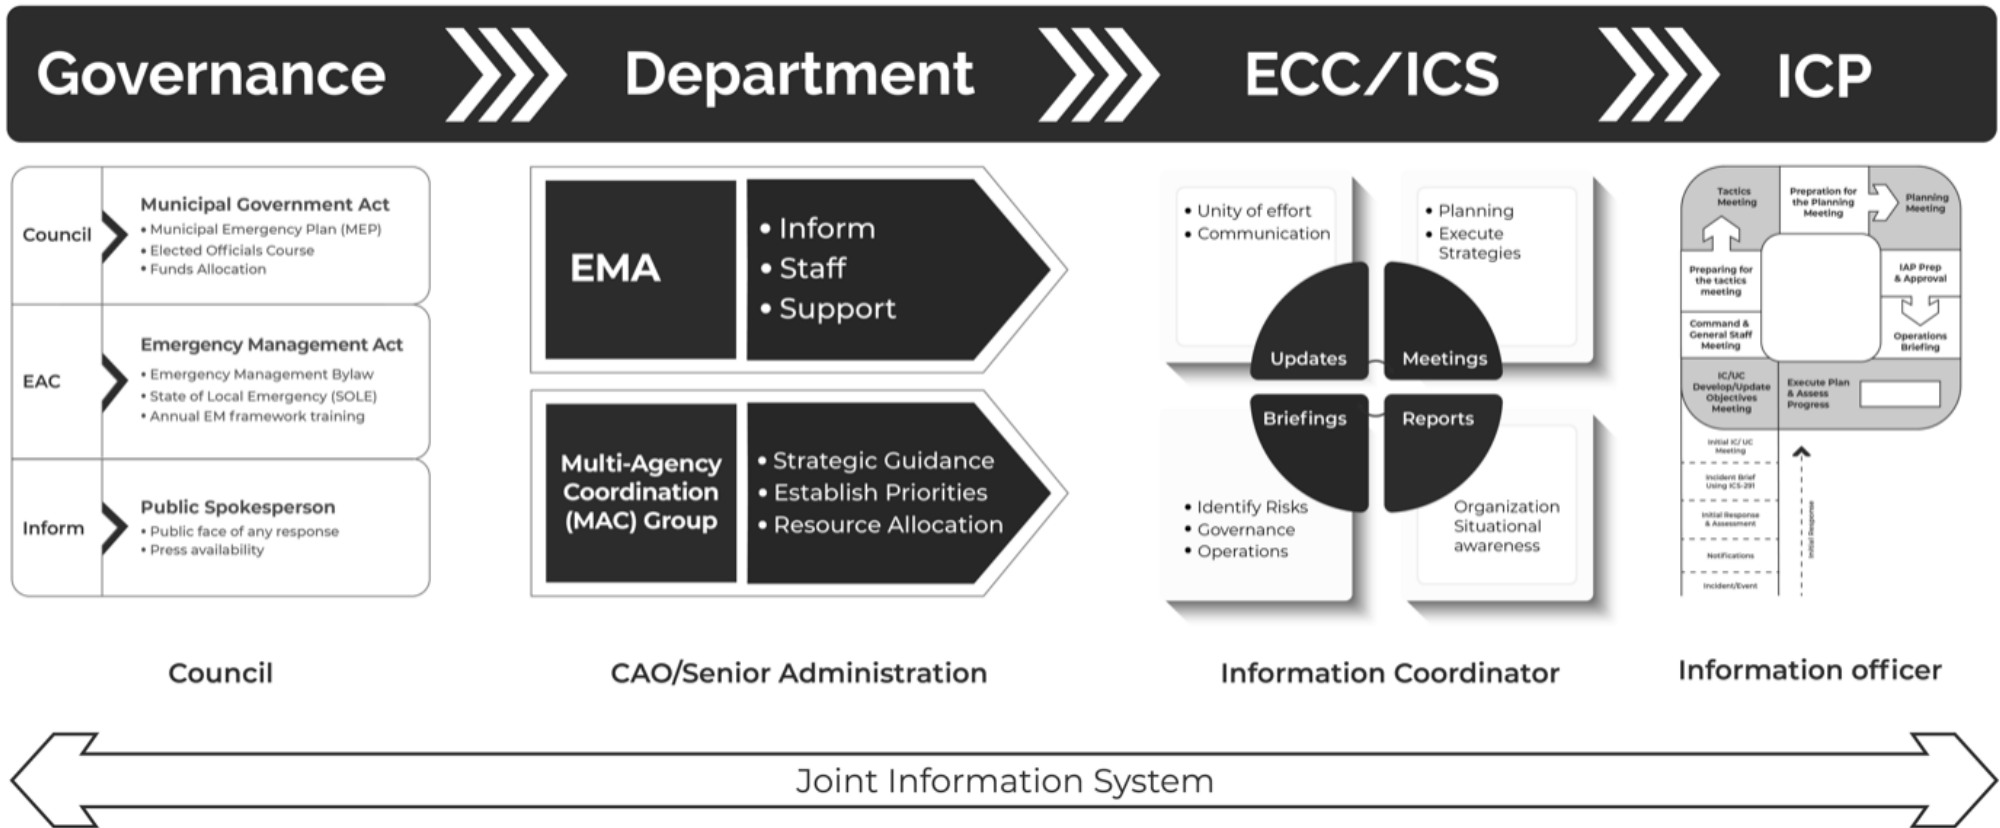 Governance
Department
ECC/ICS
ICP
Council
Municipal Government Act
• Municipal Emergency Plan (MEP)
• Elected Officials Course
• Funds Allocation
EAC
Emergency Management Act
• Emergency Management Bylaw
• State of Local Emergency (SOLE)
• Annual EM framework training
Inform
Public Spokesperson
• Public face of any response
• Press availability
EMA
• Inform
• Staff
• Support
Multi-Agency
Coordination
(MAC) Group
• Strategic Guidance
• Establish Priorities
• Resource Allocation
• Unity of effort
• Communication
• Planning
• Execute
Strategies
Updates
Meetings
Briefings
Reports
• Identify Risks
• Governance
• Operations
Organization
Situational
awareness
Tactics
Meeting
Prepration for
the Planning
Meeting
Planning
Meeting
Preparing for
the tactics
meeting
IAP Prep
& Approval
Command &
General Staff
Meeting
Operations
Briefing
IC/UC
Develop/Update
Objectives
Meeting
Execute Plan
& Assess
Progress
Initial IC/ UC
Meeting
Incident Brief
Using ICS-291
Initial Response
& Assessment
Notifications
Incident/Event
Initial Response
Council
CAO/Senior Administration
Information Coordinator
Information officer
Joint Information System